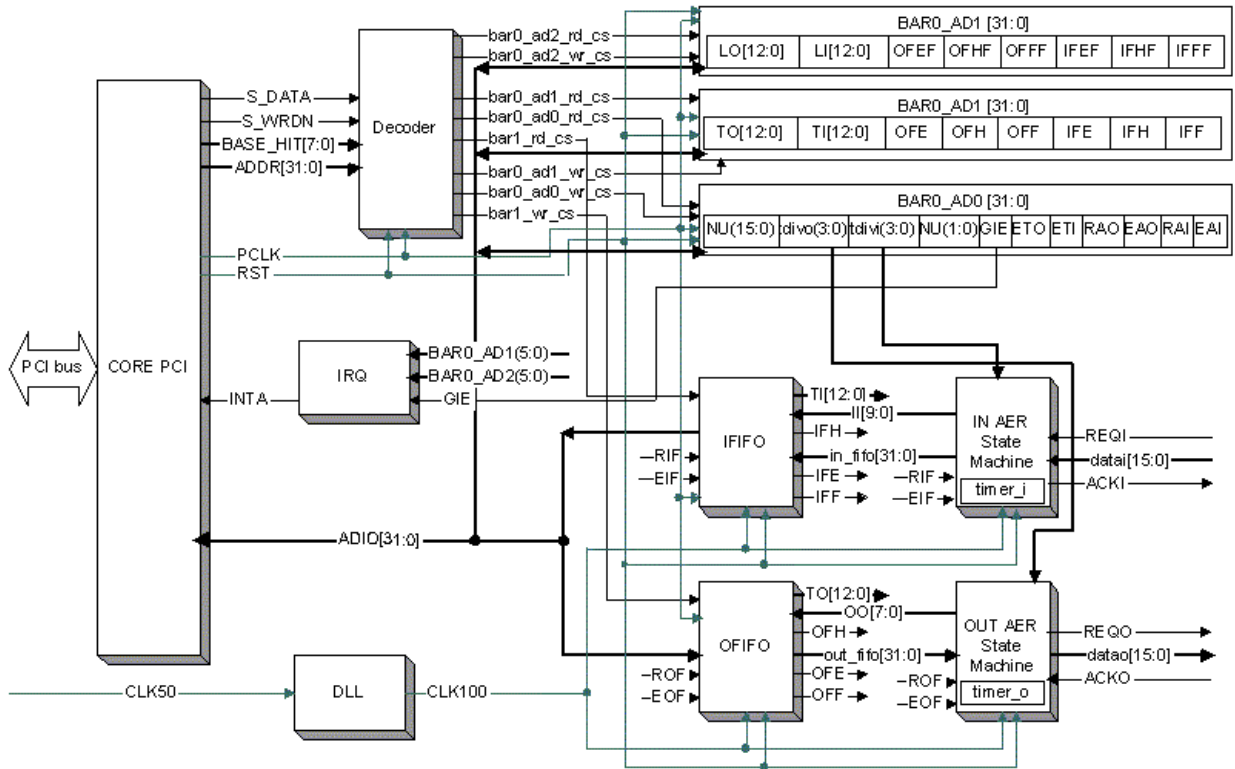 BAR0_AD1 [31:0]
LO[12:0] LI[12:0] OFEF OFHF OFFF IFEF IFHF IFFF
bar0_ad2_rd_cs
bar0_ad2_wr_cs
S_DATA
S_WRDN
BASE_HIT[7:0]
ADDR[31:0]
Decoder
bar0_ad1_rd_cs
bar0_ad0_rd_cs
bar1_rd_cs
bar0_ad1_wr_cs
bar0_ad0_wr_cs
bar1_wr_cs
BAR0_AD1 [31:0]
TO[12:0] TI[12:0] OFE OFH OFF IFE IFH IFF
BAR0_AD0 [31:0]
NU(15:0) tdivo(3:0) tdivi(3:0) NU(1:0) GIE ETO ETI RAO EAO RAI EAI
PCLK
RST
PCI bus
CORE PCI
INTA
IRQ
BAR0_AD1(5:0)
BAR0_AD2(5:0)
GIE
IFIFO
RIF
EIF
TI[12:0]
II[9:0]
IFH
in_fifo[31:0]
IFE
IFF
RIF
EIF
IN AER
State
Machine
timer_i
REQI
datai[15:0]
ACKI
ADIO[31:0]
OFIFO
ROF
EOF
TO[12:0]
OO[7:0]
OFH
out_fifo[31:0]
OFE
OFF
ROF
EOF
OUT AER
State
Machine
timer_o
REQO
datao[15:0]
ACKO
CLK50
DLL
CLK100